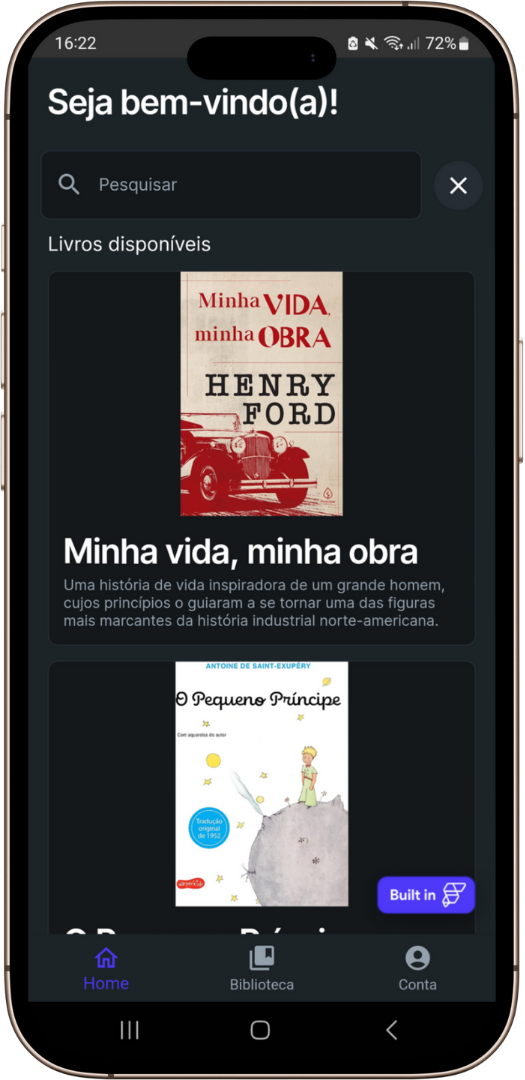 16:22
72%
Seja bem-vindo(a)!
Pesquisar
Livros disponíveis
Minha VIDA,
minha OBRA
HENRY
FORD
Minha vida, minha obra
Uma história de vida inspiradora de um grande homem,
cujos princípios o guiaram a se tornar uma das figuras
mais marcantes da história industrial norte-americana.
ANTOINE DE SAINT-EXUPÉRY
O Pequeno Príncipe
Com aquarelas do autor
Tradução
original
de 1952
Built in
Home
Biblioteca
Conta